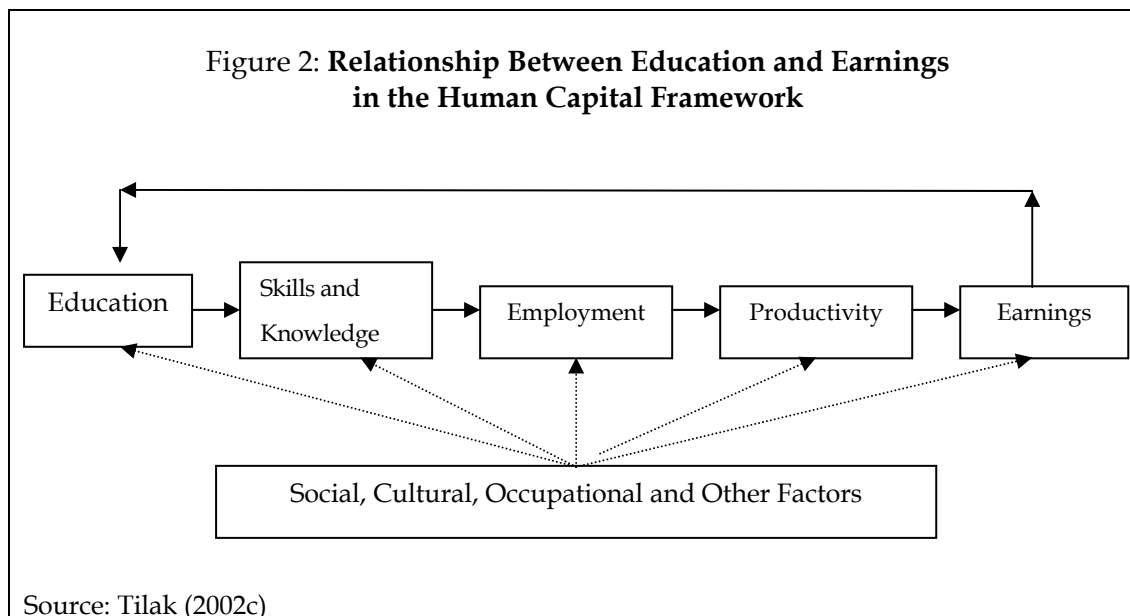 Figure 2: Relationship Between Education and Earnings
in the Human Capital Framework
Education
Skills and
Knowledge
Employment
Productivity
Earnings
Social, Cultural, Occupational and Other Factors
Source: Tilak (2002c)